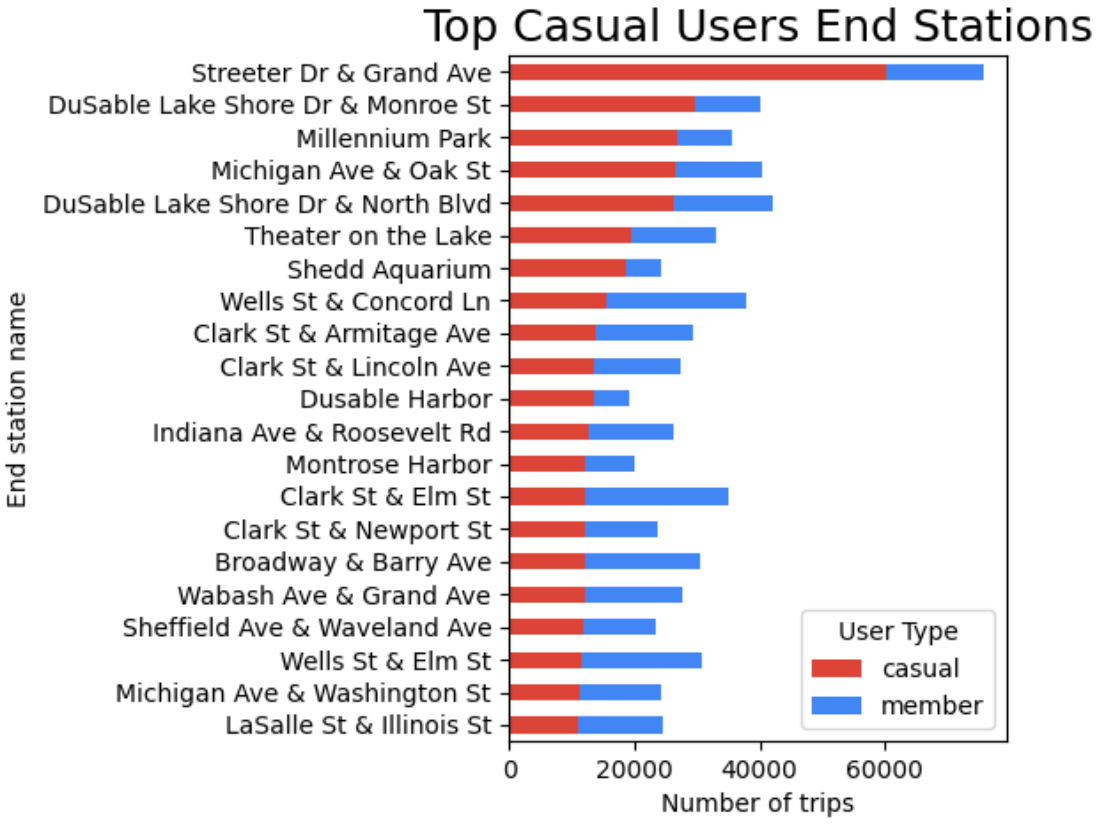 Top Casual Users End Stations
End station name
Streeter Dr & Grand Ave
DuSable Lake Shore Dr & Monroe St
Millennium Park
Michigan Ave & Oak St
DuSable Lake Shore Dr & North Blvd
Theater on the Lake
Shedd Aquarium
Wells St & Concord Ln
Clark St & Armitage Ave
Clark St & Lincoln Ave
Dusable Harbor
Indiana Ave & Roosevelt Rd
Montrose Harbor
Clark St & Elm St
Clark St & Newport St
Broadway & Barry Ave
Wabash Ave & Grand Ave
Sheffield Ave & Waveland Ave
Wells St & Elm St
Michigan Ave & Washington St
LaSalle St & Illinois St
User Type
casual
member
0 20000 40000 60000
Number of trips